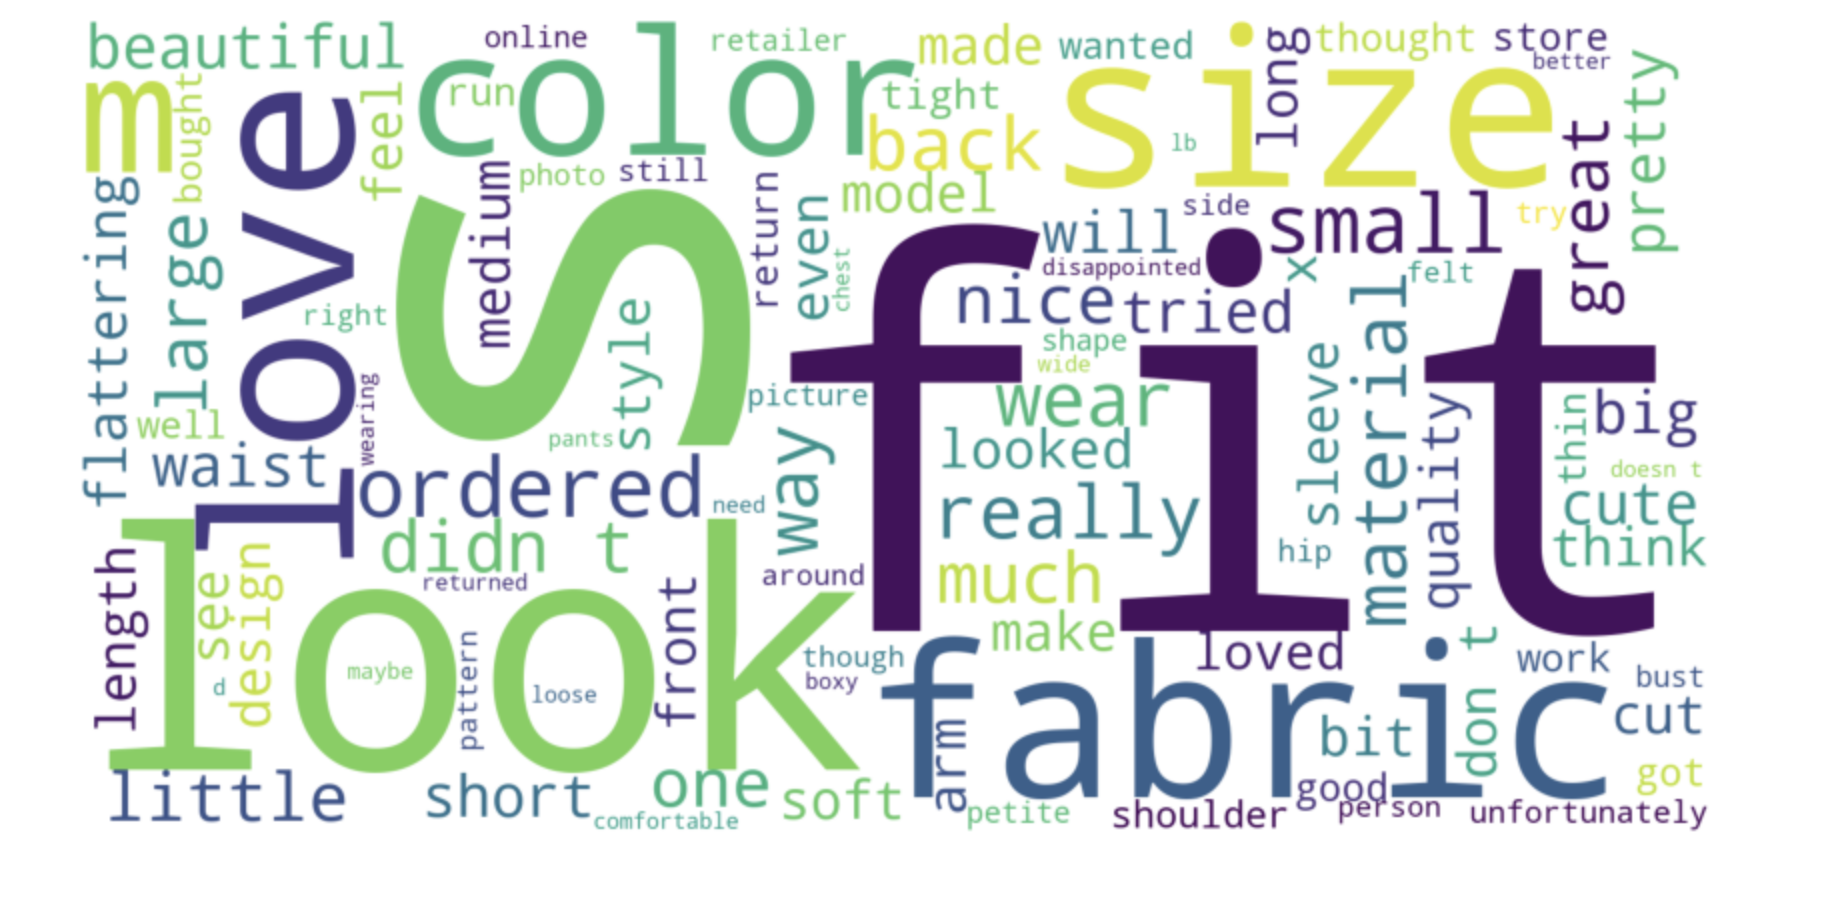 beautiful
online
retailer
made
wanted
long
thought
store
better
m
bought
love
feel
color
run
tight
back
size
lb
great
pretty
photo
still
medium
model
return
even
chest
will
side
small
try
flattering
large
S
disappointed
x
felt
right
style
nice
tried
fit
material
shape
wide
sleeve
well
wearing
pants
picture
wear
quality
thin
big
waist
ordered
need
way
looked
really
doesn t
cute
think
length
see
design
look
didn t
returned
front
around
much
hip
make
loved
d
maybe
pattern
loose
though
boxy
fabric
arm
bit
don t
work
bust
cut
little
short
comfortable
one
soft
petite
shoulder
good
person
got
unfortunately